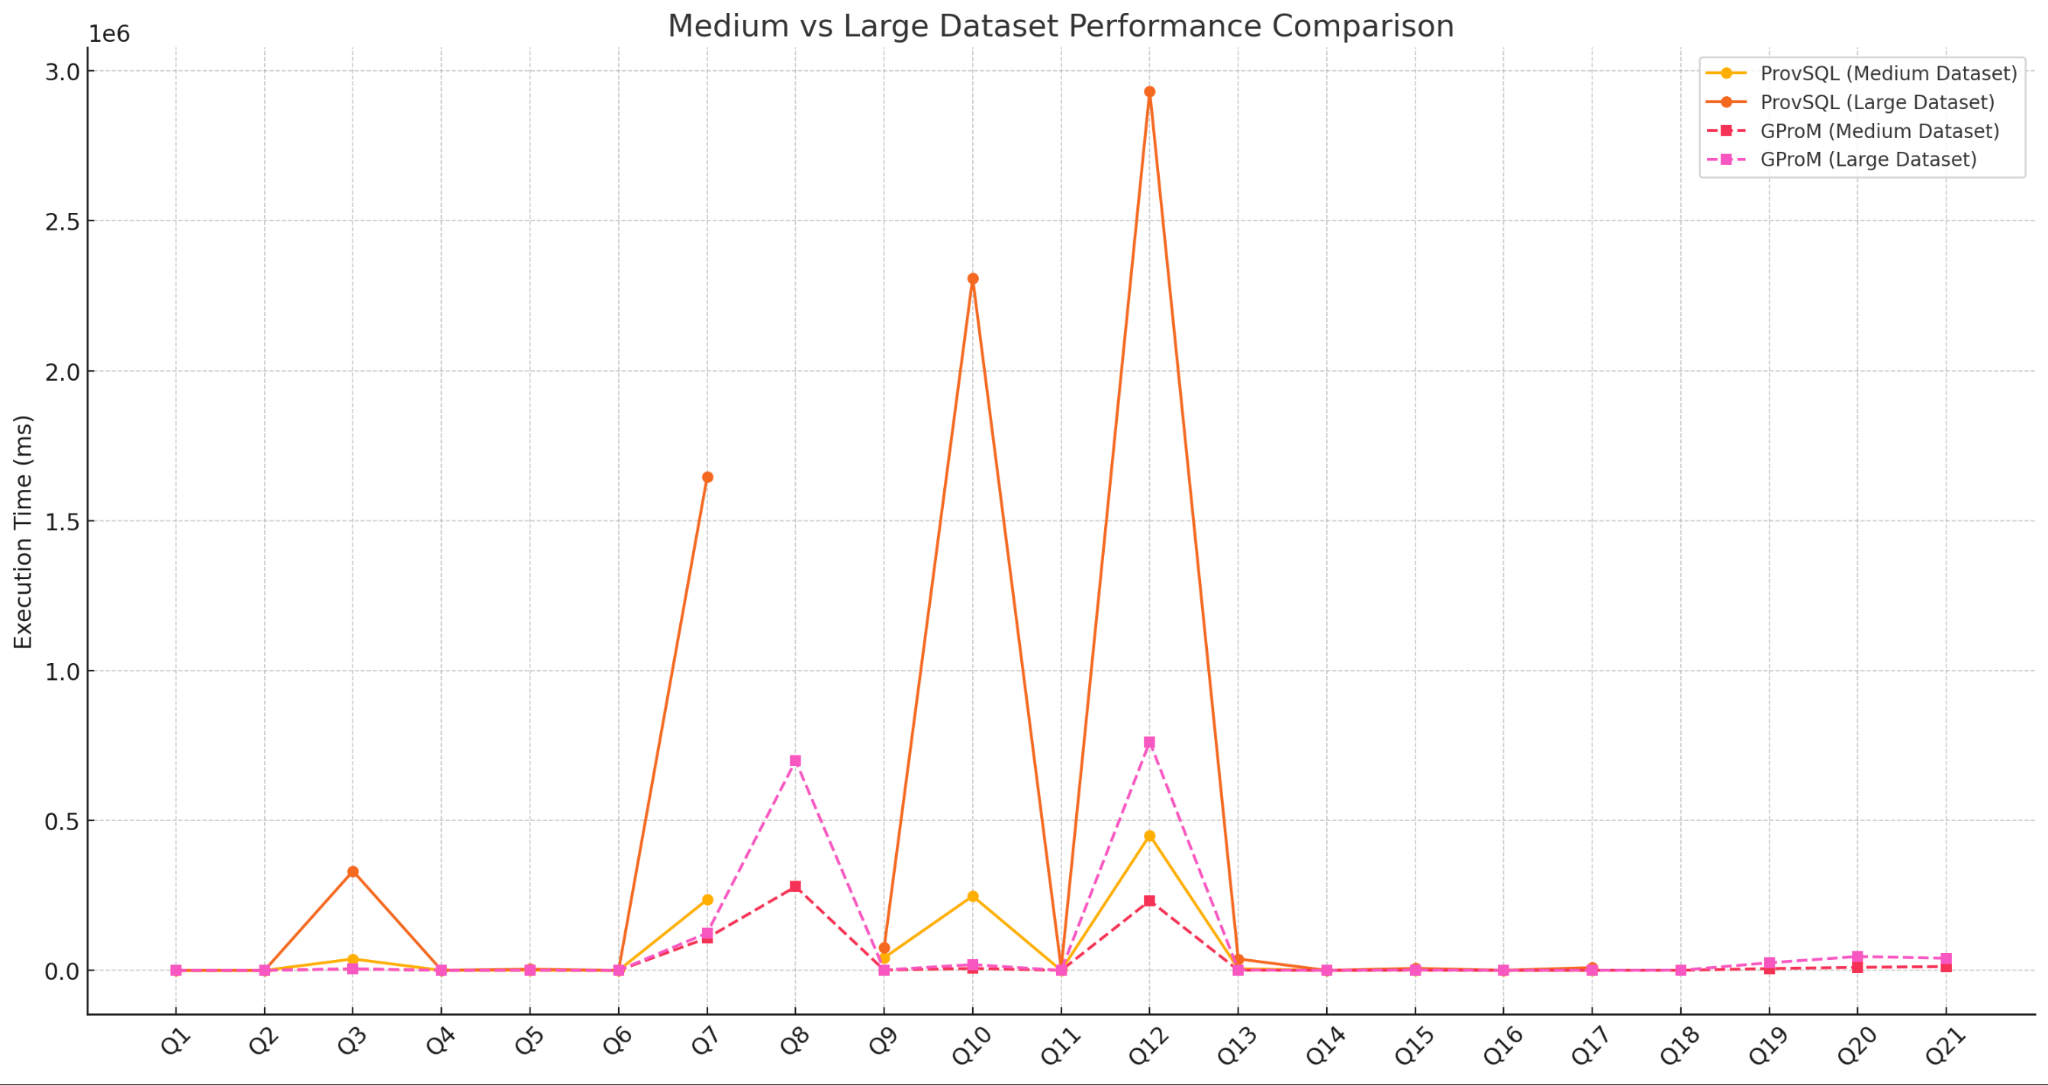 Medium vs Large Dataset Performance Comparison
1e6
3.0
2.5
2.0
1.5
1.0
0.5
0.0
Execution Time (ms)
ProvSQL (Medium Dataset)
ProvSQL (Large Dataset)
GProM (Medium Dataset)
GProM (Large Dataset)
Q1 Q2 Q3 Q4 Q5 Q6 Q7 Q8 Q9 Q10 Q11 Q12 Q13 Q14 Q15 Q16 Q17 Q18 Q19 Q20 Q21